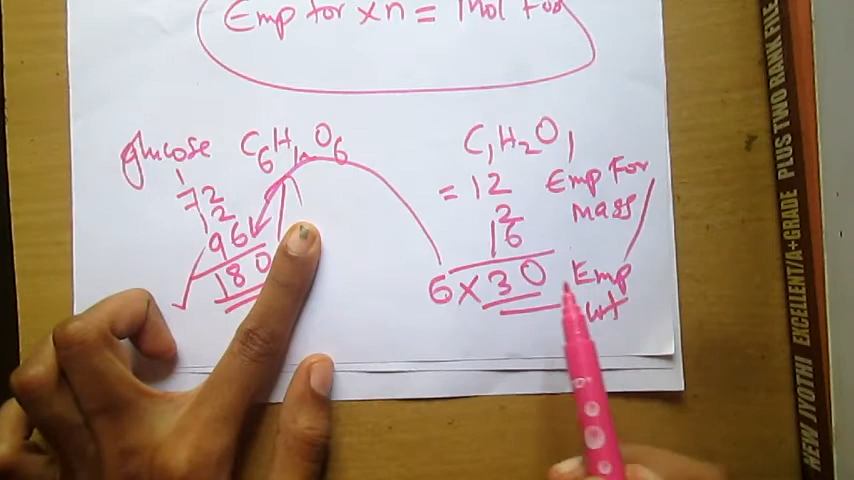 Emp for x n = Mol For
glucose C6H12O6
72
12
96
180
C1H2O1
= 12 Emp For
2 mass
16
6 x 30 Emp
wt
NEW JYOTHI EXCELLENT/A+GRADE PLUS TWO RANK FILE